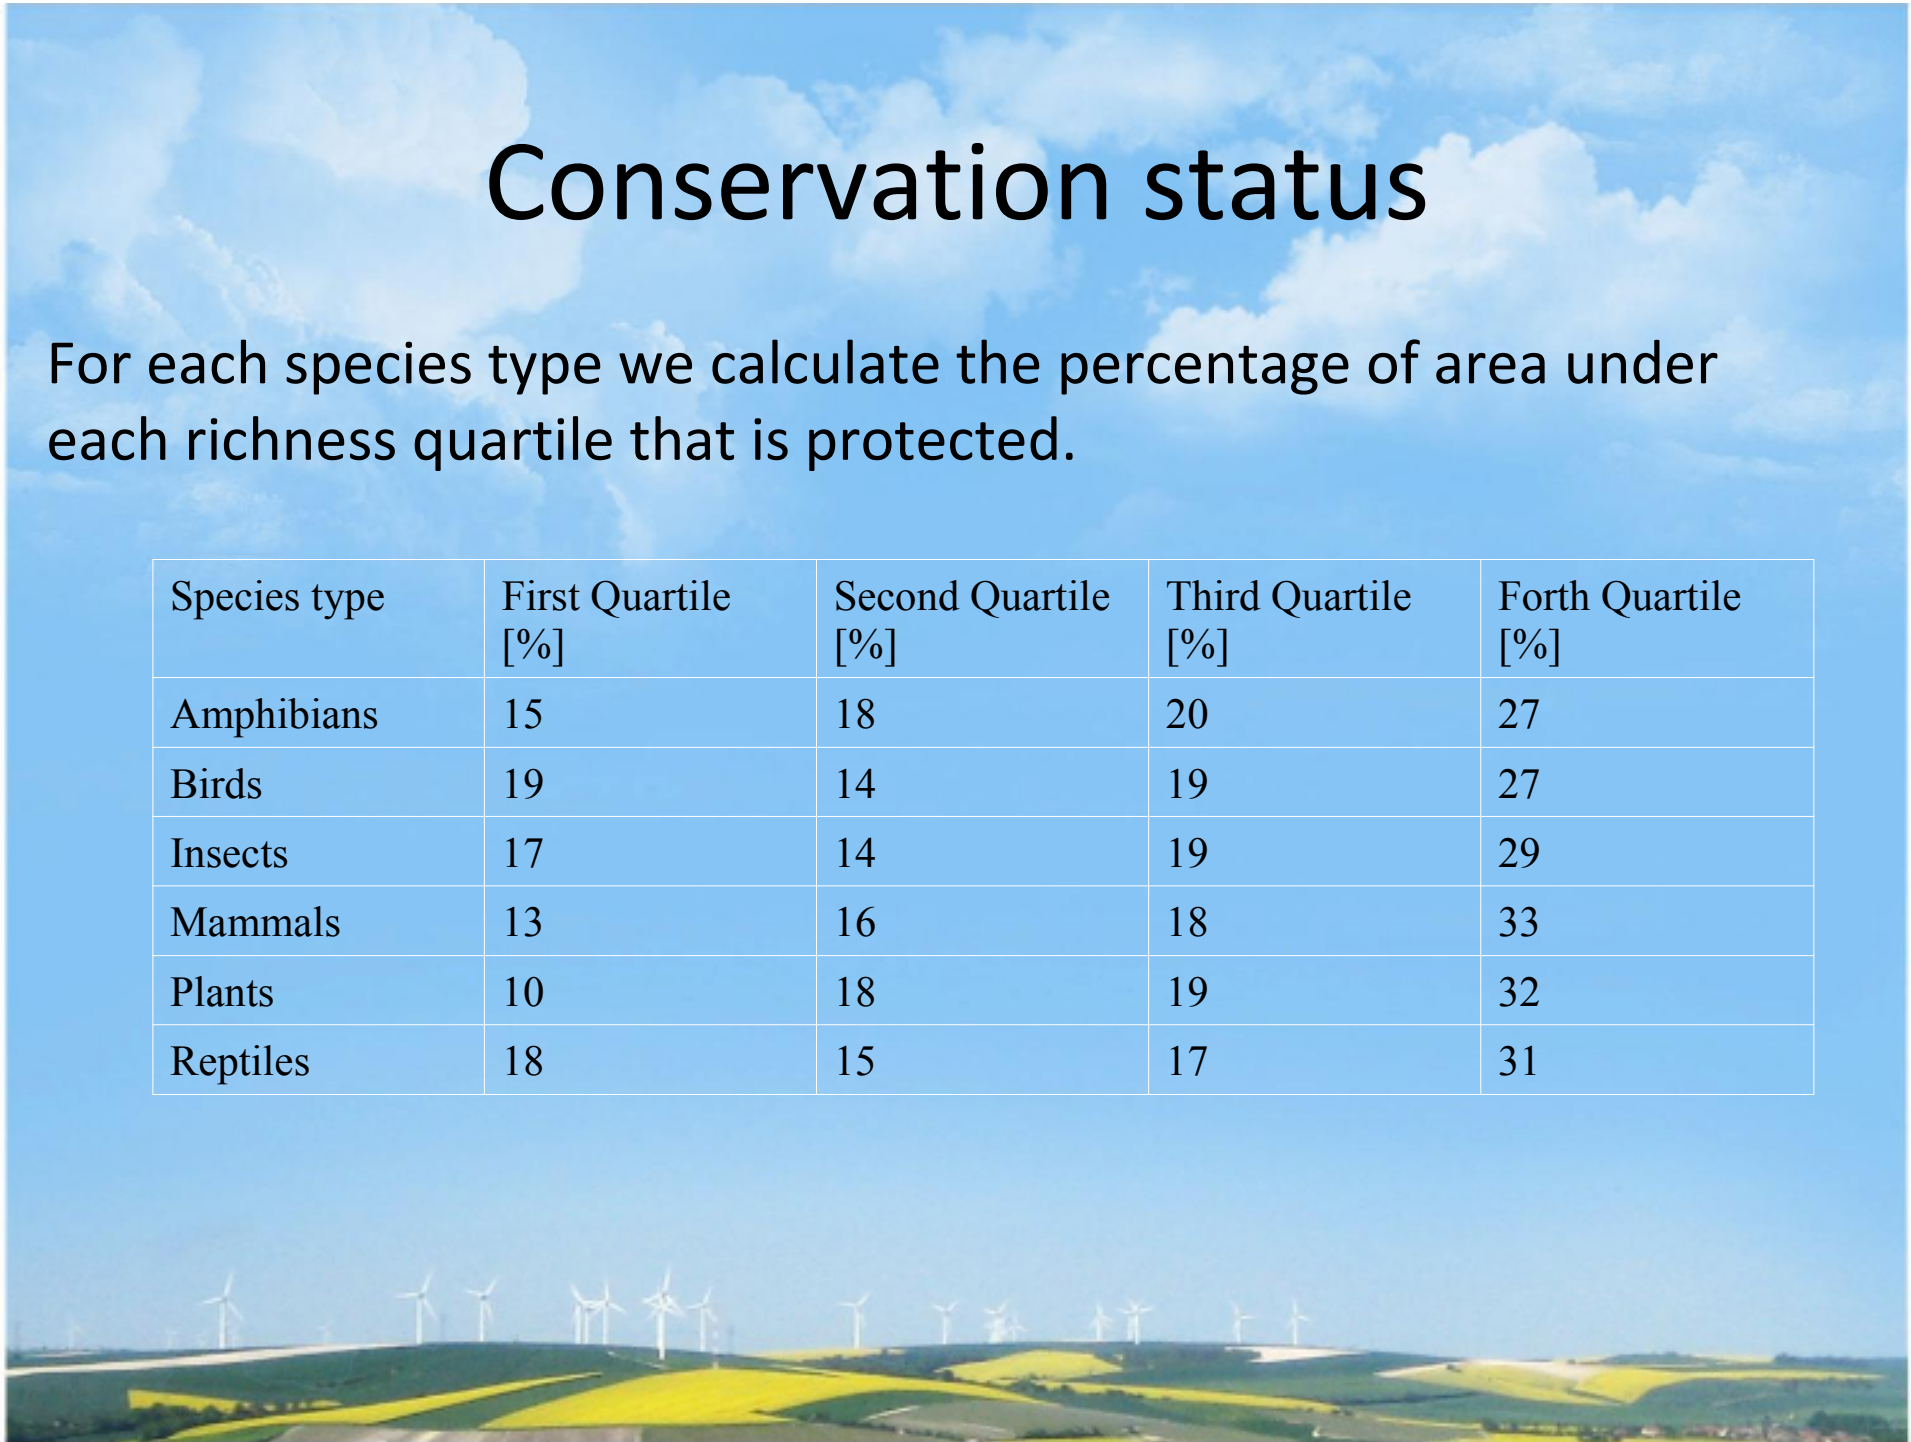 Conservation status
For each species type we calculate the percentage of area under
each richness quartile that is protected.
Species type First Quartile [%] Second Quartile [%] Third Quartile [%] Forth Quartile [%]
Amphibians 15 18 20 27
Birds 19 14 19 27
Insects 17 14 19 29
Mammals 13 16 18 33
Plants 10 18 19 32
Reptiles 18 15 17 31